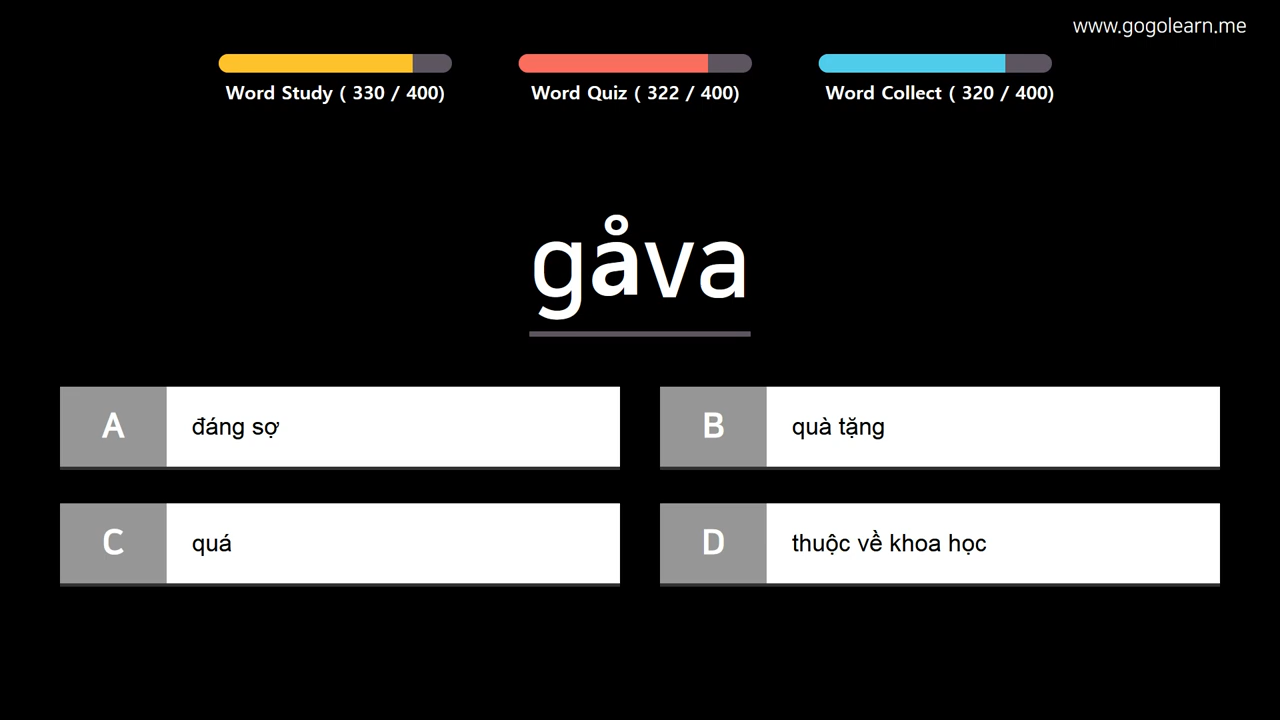 www.gogolearn.me
Word Study ( 330 / 400)
Word Quiz ( 322 / 400)
Word Collect ( 320 / 400)
gåva
A đáng sợ
B quà tặng
C quá
D thuộc về khoa học